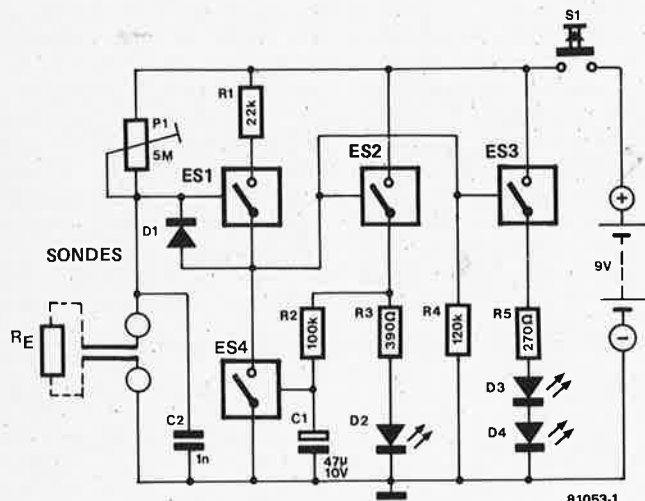 S1
R1
22k
P1
5M
ES1
ES2
ES3
D1
SONDES
+
9V
−
RE
ES4
R2
100k
R3
390Ω
R4
120k
R5
270Ω
C2
1n
C1
47µ
10V
D2
D3
D4
81053-1